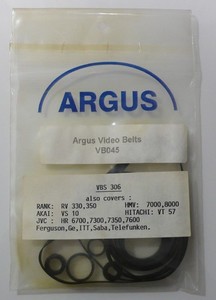 ARGUS
Argus Video Belts
VB045
VBS 306
also covers :
RANK: RV 330,350 HMV: 7000,8000
AKAI: VS 10 HITACHI: VT 57
JVC : HR 6700,7300,7350,7600
Ferguson,Ge,ITT,Saba,Telefunken.